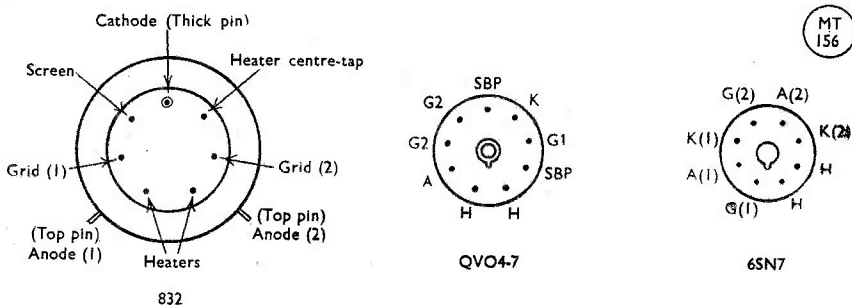 Cathode (Thick pin)
Screen
Heater centre-tap
Grid (1)
Grid (2)
(Top pin)
Anode (1)
(Top pin)
Anode (2)
Heaters
832
SBP
G2
K
G2
G1
A
SBP
H
H
QVO4-7
MT
156
G(2)
A(2)
K(1)
K(2)
A(1)
H
G(1)
H
6SN7